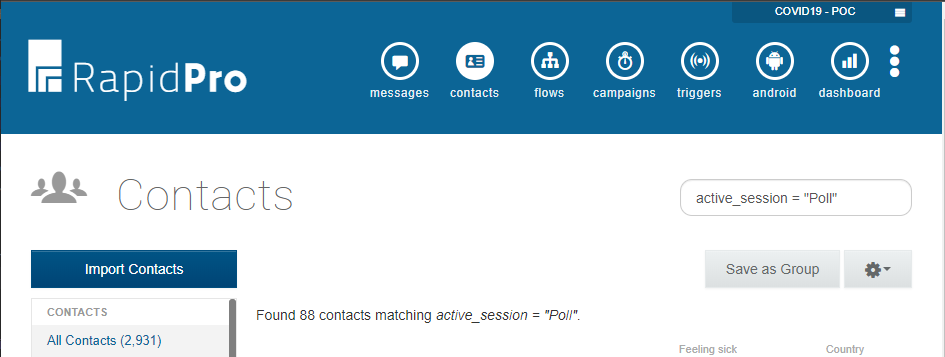 COVID19 - POC
RapidPro
messages contacts flows campaigns triggers android dashboard
Contacts
active_session = "Poll"
Import Contacts
Save as Group
CONTACTS
All Contacts (2,931)
Found 88 contacts matching active_session = "Poll".
Feeling sick Country